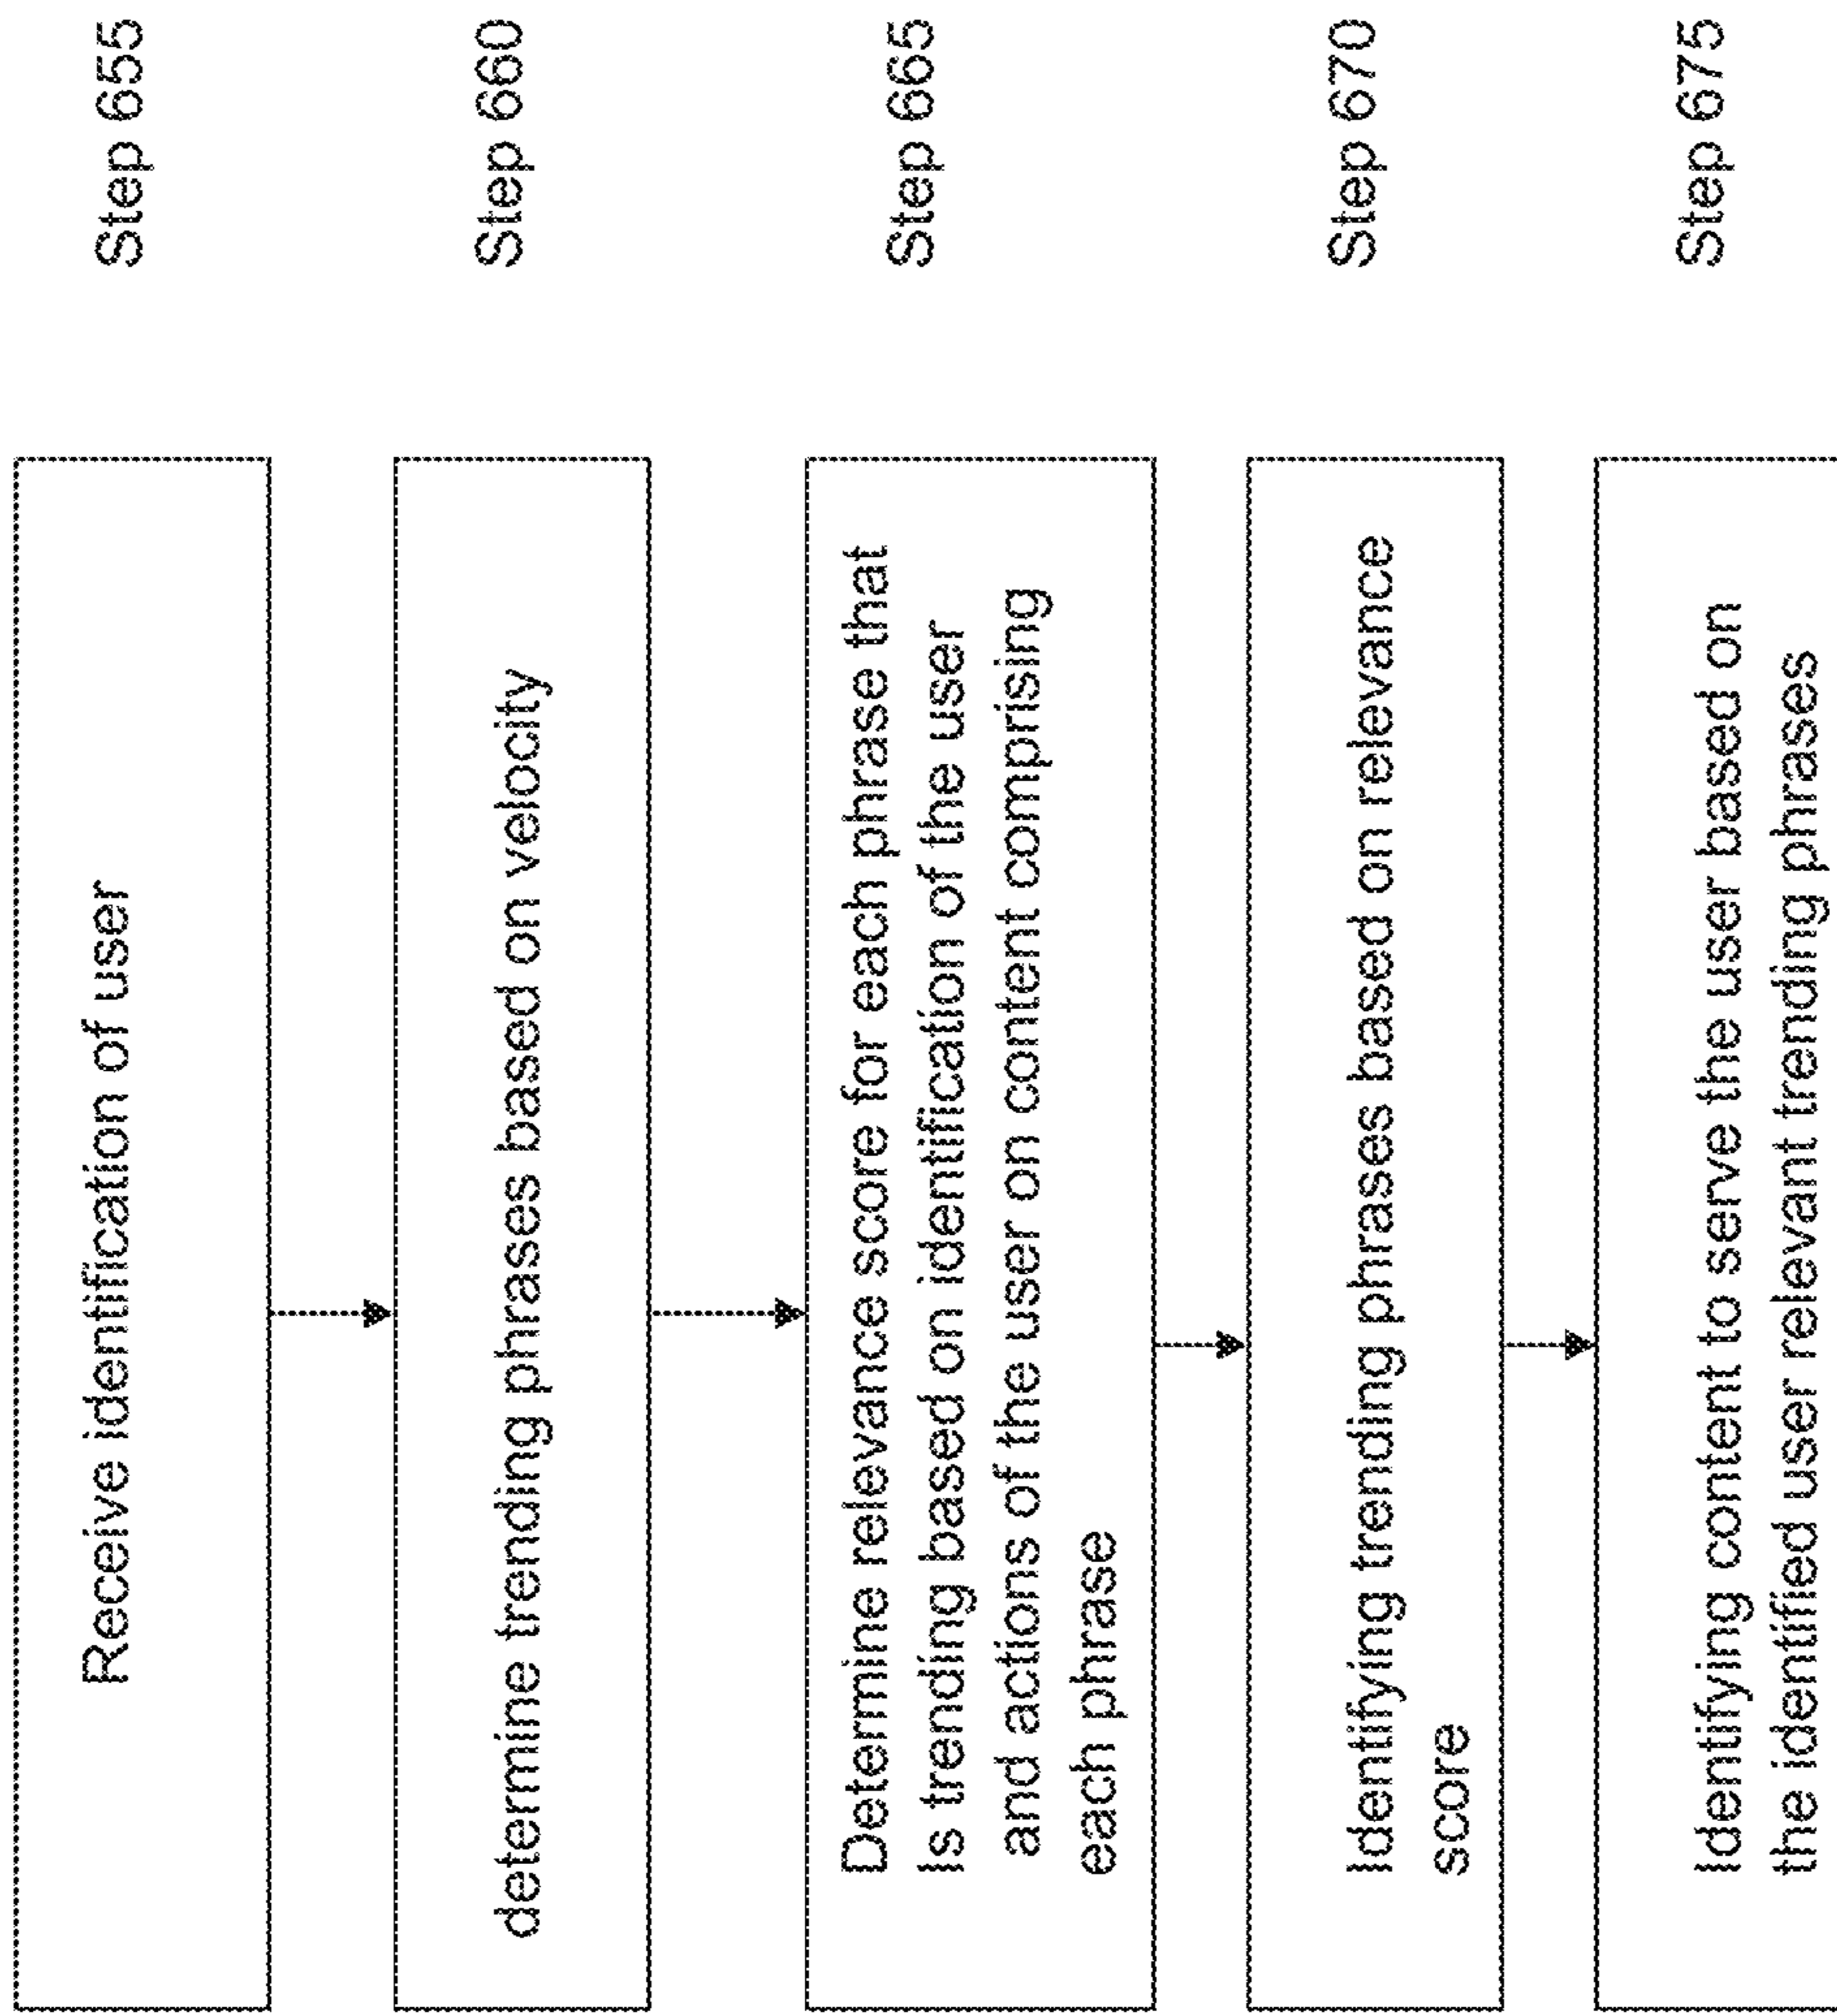 Receive identification of user
Step 655
determine trending phrases based on velocity
Step 660
Determine relevance score for each phrase that
Is trending based on identification of the user
and actions of the user on content comprising
each phrase
Step 665
Identifying trending phrases based on relevance
score
Step 670
Identifying content to serve the user based on
the identified user relevant trending phrases
Step 675